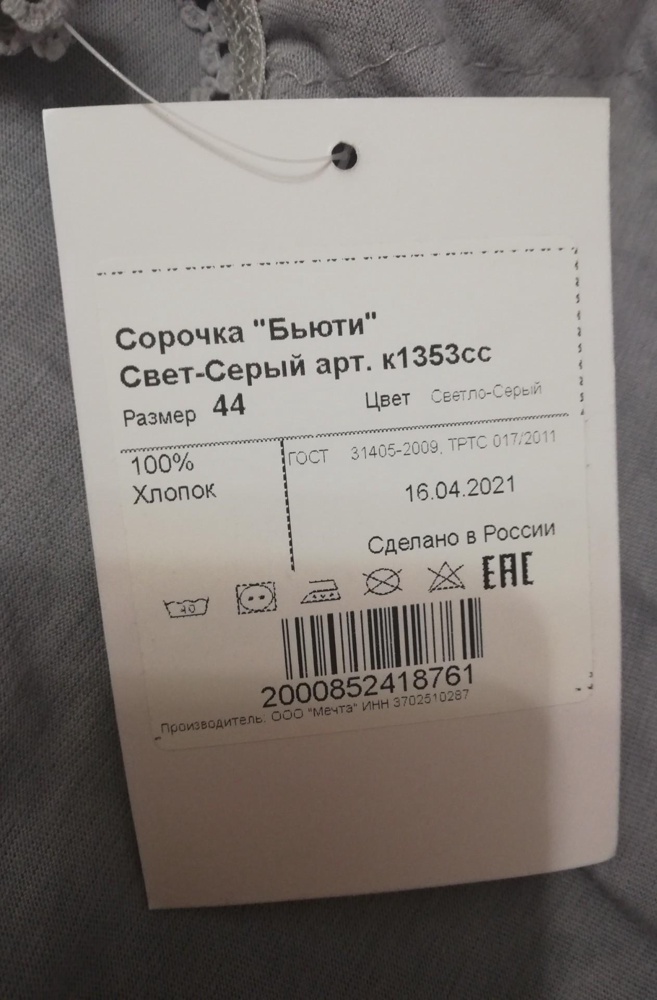 Сорочка "Бьюти"
Свет-Серый арт. к1353сс
Размер 44 Цвет Светло-Серый
100%
Хлопок
ГОСТ 31405-2009, ТРТС 017/2011
16.04.2021
Сделано в России
40
EAC
2000852418761
Производитель: ООО "Мечта" ИНН 3702510287